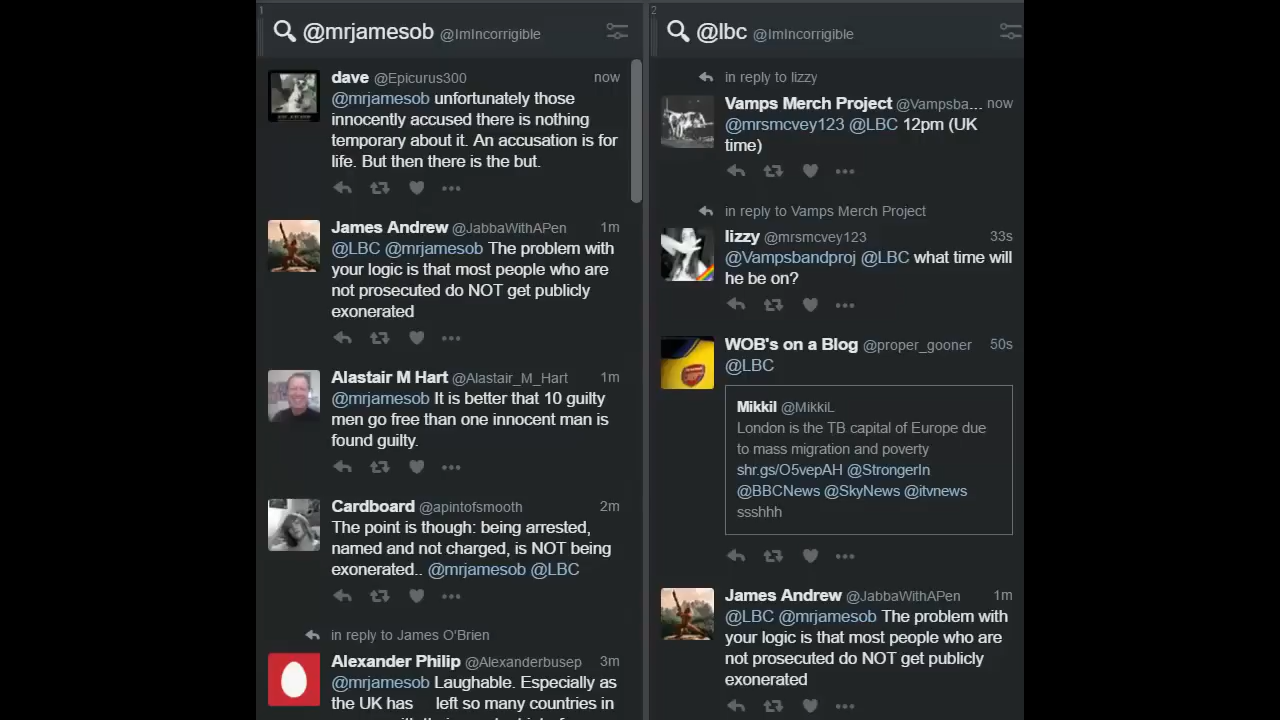 1
@mrjamesob @ImIncorrigible
dave @Epicurus300 now
@mrjamesob unfortunately those
innocently accused there is nothing
temporary about it. An accusation is for
life. But then there is the but.
James Andrew @JabbaWithAPen 1m
@LBC @mrjamesob The problem with
your logic is that most people who are
not prosecuted do NOT get publicly
exonerated
Alastair M Hart @Alastair_M_Hart 1m
@mrjamesob It is better that 10 guilty
men go free than one innocent man is
found guilty.
Cardboard @apintofsmooth 2m
The point is though: being arrested,
named and not charged, is NOT being
exonerated.. @mrjamesob @LBC
in reply to James O'Brien
Alexander Philip @Alexanderbusep 3m
@mrjamesob Laughable. Especially as
the UK has left so many countries in
2
@lbc @ImIncorrigible
in reply to lizzy
Vamps Merch Project @Vampsba... now
@mrsmcvey123 @LBC 12pm (UK
time)
in reply to Vamps Merch Project
lizzy @mrsmcvey123 33s
@Vampsbandproj @LBC what time will
he be on?
WOB's on a Blog @proper_gooner 50s
@LBC
Mikkil @MikkiL
London is the TB capital of Europe due
to mass migration and poverty
shr.gs/O5vepAH @StrongerIn
@BBCNews @SkyNews @itvnews
ssshhh
James Andrew @JabbaWithAPen 1m
@LBC @mrjamesob The problem with
your logic is that most people who are
not prosecuted do NOT get publicly
exonerated